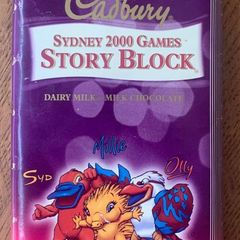 Cadbury
SYDNEY 2000 GAMES
STORY BLOCK
DAIRY MILK - MILK CHOCOLATE
Millie
SYD
Olly